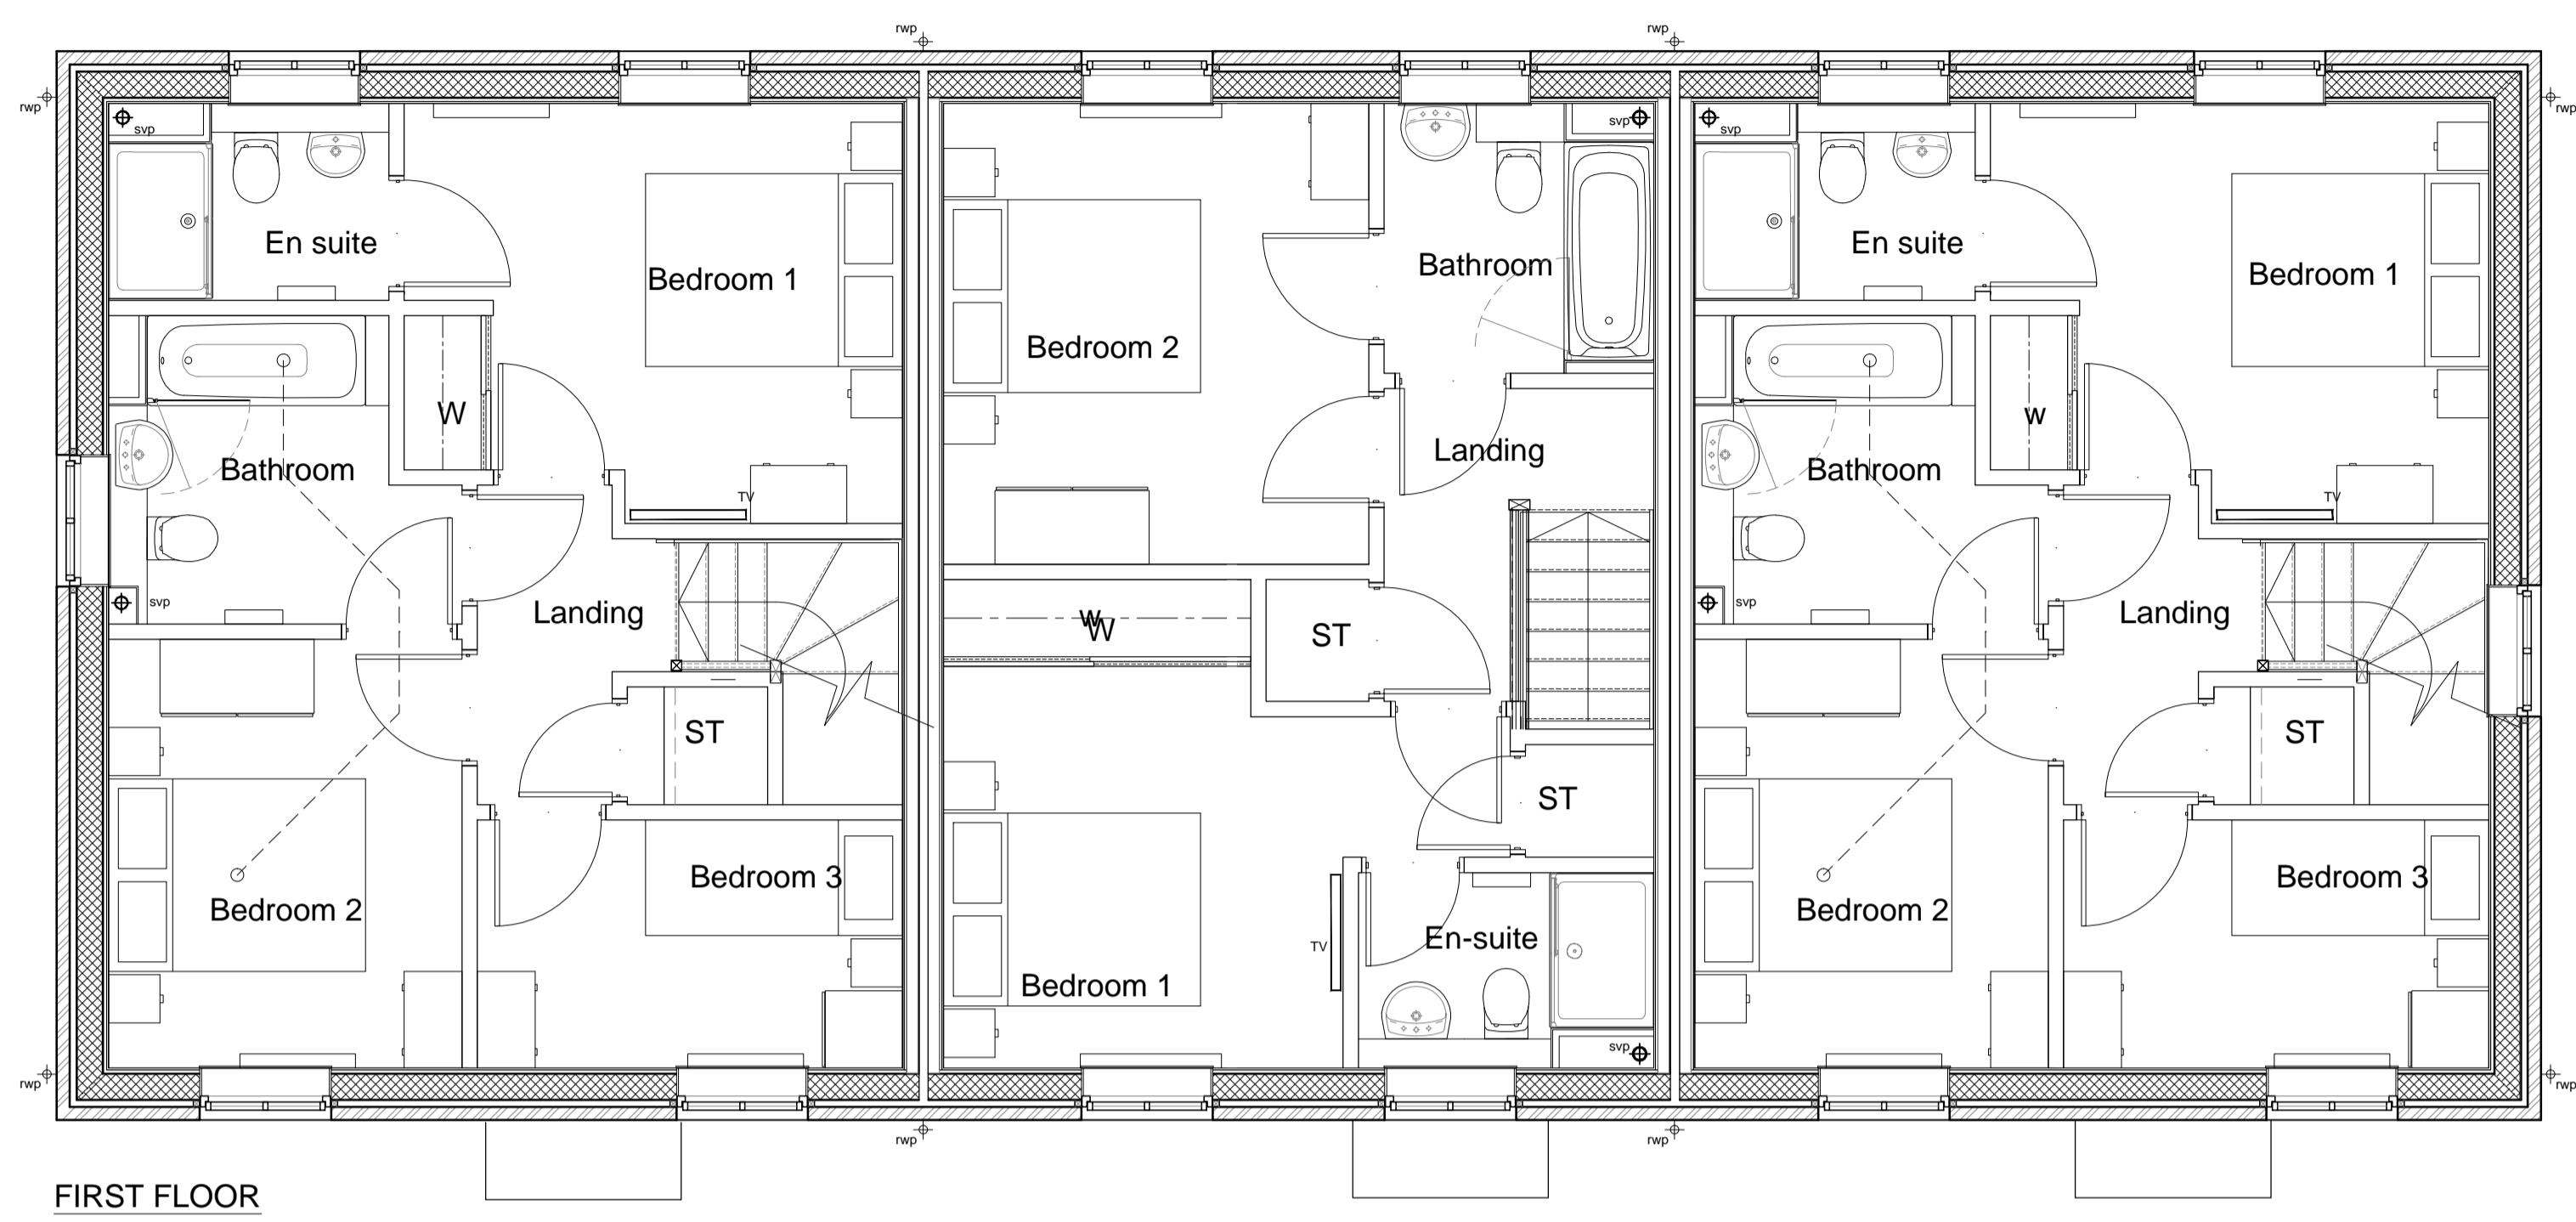 rwp
rwp
rwp
rwp
svp
En suite
Bedroom 1
W
Bathroom
TV
svp
Landing
ST
Bedroom 2
Bedroom 3
rwp
rwp
svp
Bathroom
Bedroom 2
Landing
W
W
ST
ST
Bedroom 1
TV
En-suite
svp
rwp
svp
En suite
Bedroom 1
W
Bathroom
TV
svp
Landing
ST
Bedroom 2
Bedroom 3
rwp
rwp
FIRST FLOOR